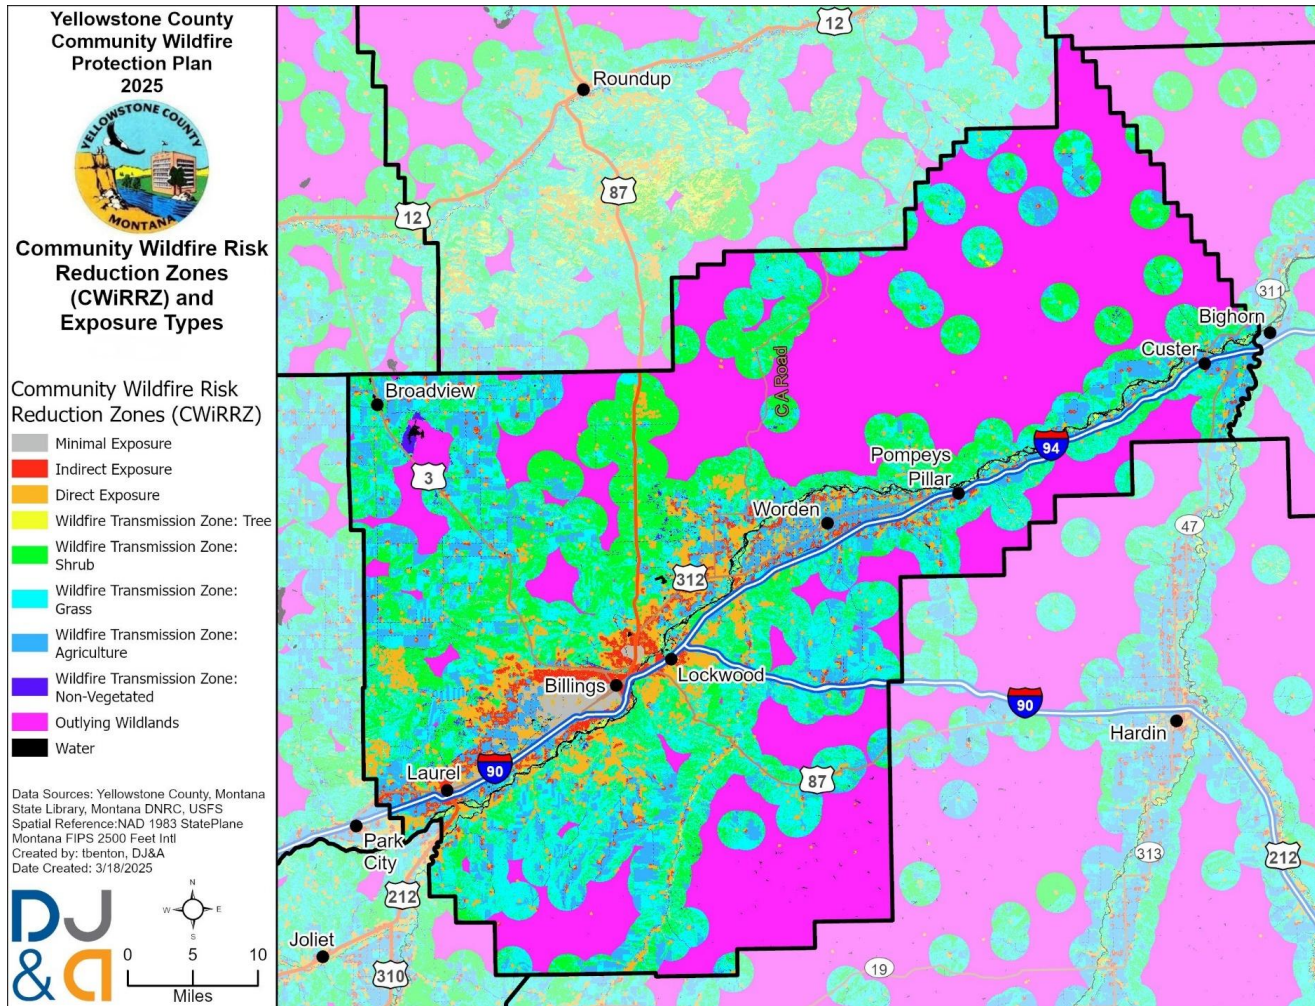 Yellowstone County
Community Wildfire
Protection Plan
2025
YELLOWSTONE COUNTY
MONTANA
Community Wildfire Risk
Reduction Zones
(CWiRRZ) and
Exposure Types
Community Wildfire Risk
Reduction Zones (CWiRRZ)
Minimal Exposure
Indirect Exposure
Direct Exposure
Wildfire Transmission Zone: Tree
Wildfire Transmission Zone:
Shrub
Wildfire Transmission Zone:
Grass
Wildfire Transmission Zone:
Agriculture
Wildfire Transmission Zone:
Non-Vegetated
Outlying Wildlands
Water
Data Sources: Yellowstone County, Montana
State Library, Montana DNRC, USFS
Spatial Reference:NAD 1983 StatePlane
Montana FIPS 2500 Feet Intl
Created by: tbenton, DJ&A
Date Created: 3/18/2025
DJ
&a
N
W E
S
0 5 10
Miles
12
Roundup
87
12
311
Bighorn
Custer
Broadview
CA Road
94
3
Pompeys
Pillar
Worden
47
312
Lockwood
Billings
90
Hardin
87
Laurel
90
Park
City
313
212
212
Joliet
310
19